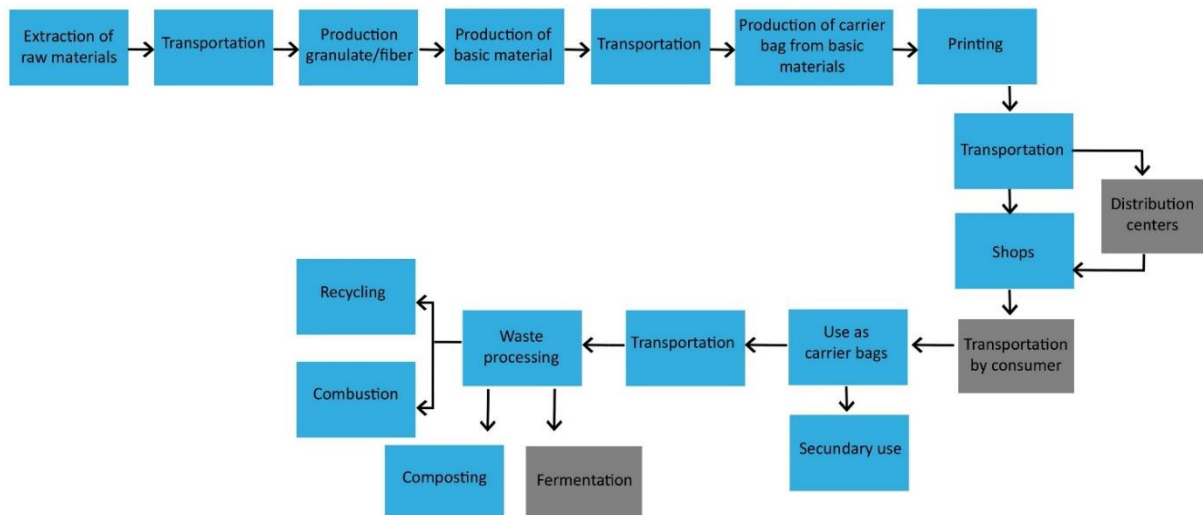 Extraction of
raw materials
Transportation
Production
granulate/fiber
Production of
basic material
Transportation
Production of carrier
bag from basic
materials
Printing
Transportation
Distribution
centers
Shops
Transportation
by consumer
Use as
carrier bags
Secundary use
Transportation
Waste
processing
Recycling
Combustion
Composting
Fermentation